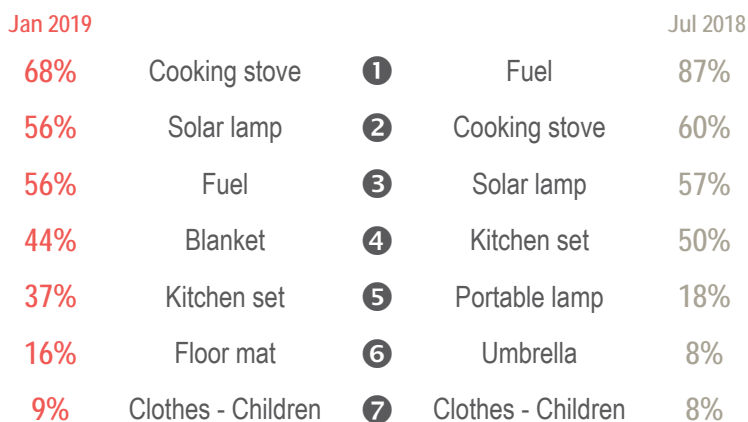 Jan 2019 Jul 2018
68% Cooking stove ❶ Fuel 87%
56% Solar lamp ❷ Cooking stove 60%
56% Fuel ❸ Solar lamp 57%
44% Blanket ❹ Kitchen set 50%
37% Kitchen set ❺ Portable lamp 18%
16% Floor mat ❻ Umbrella 8%
9% Clothes - Children ❼ Clothes - Children 8%